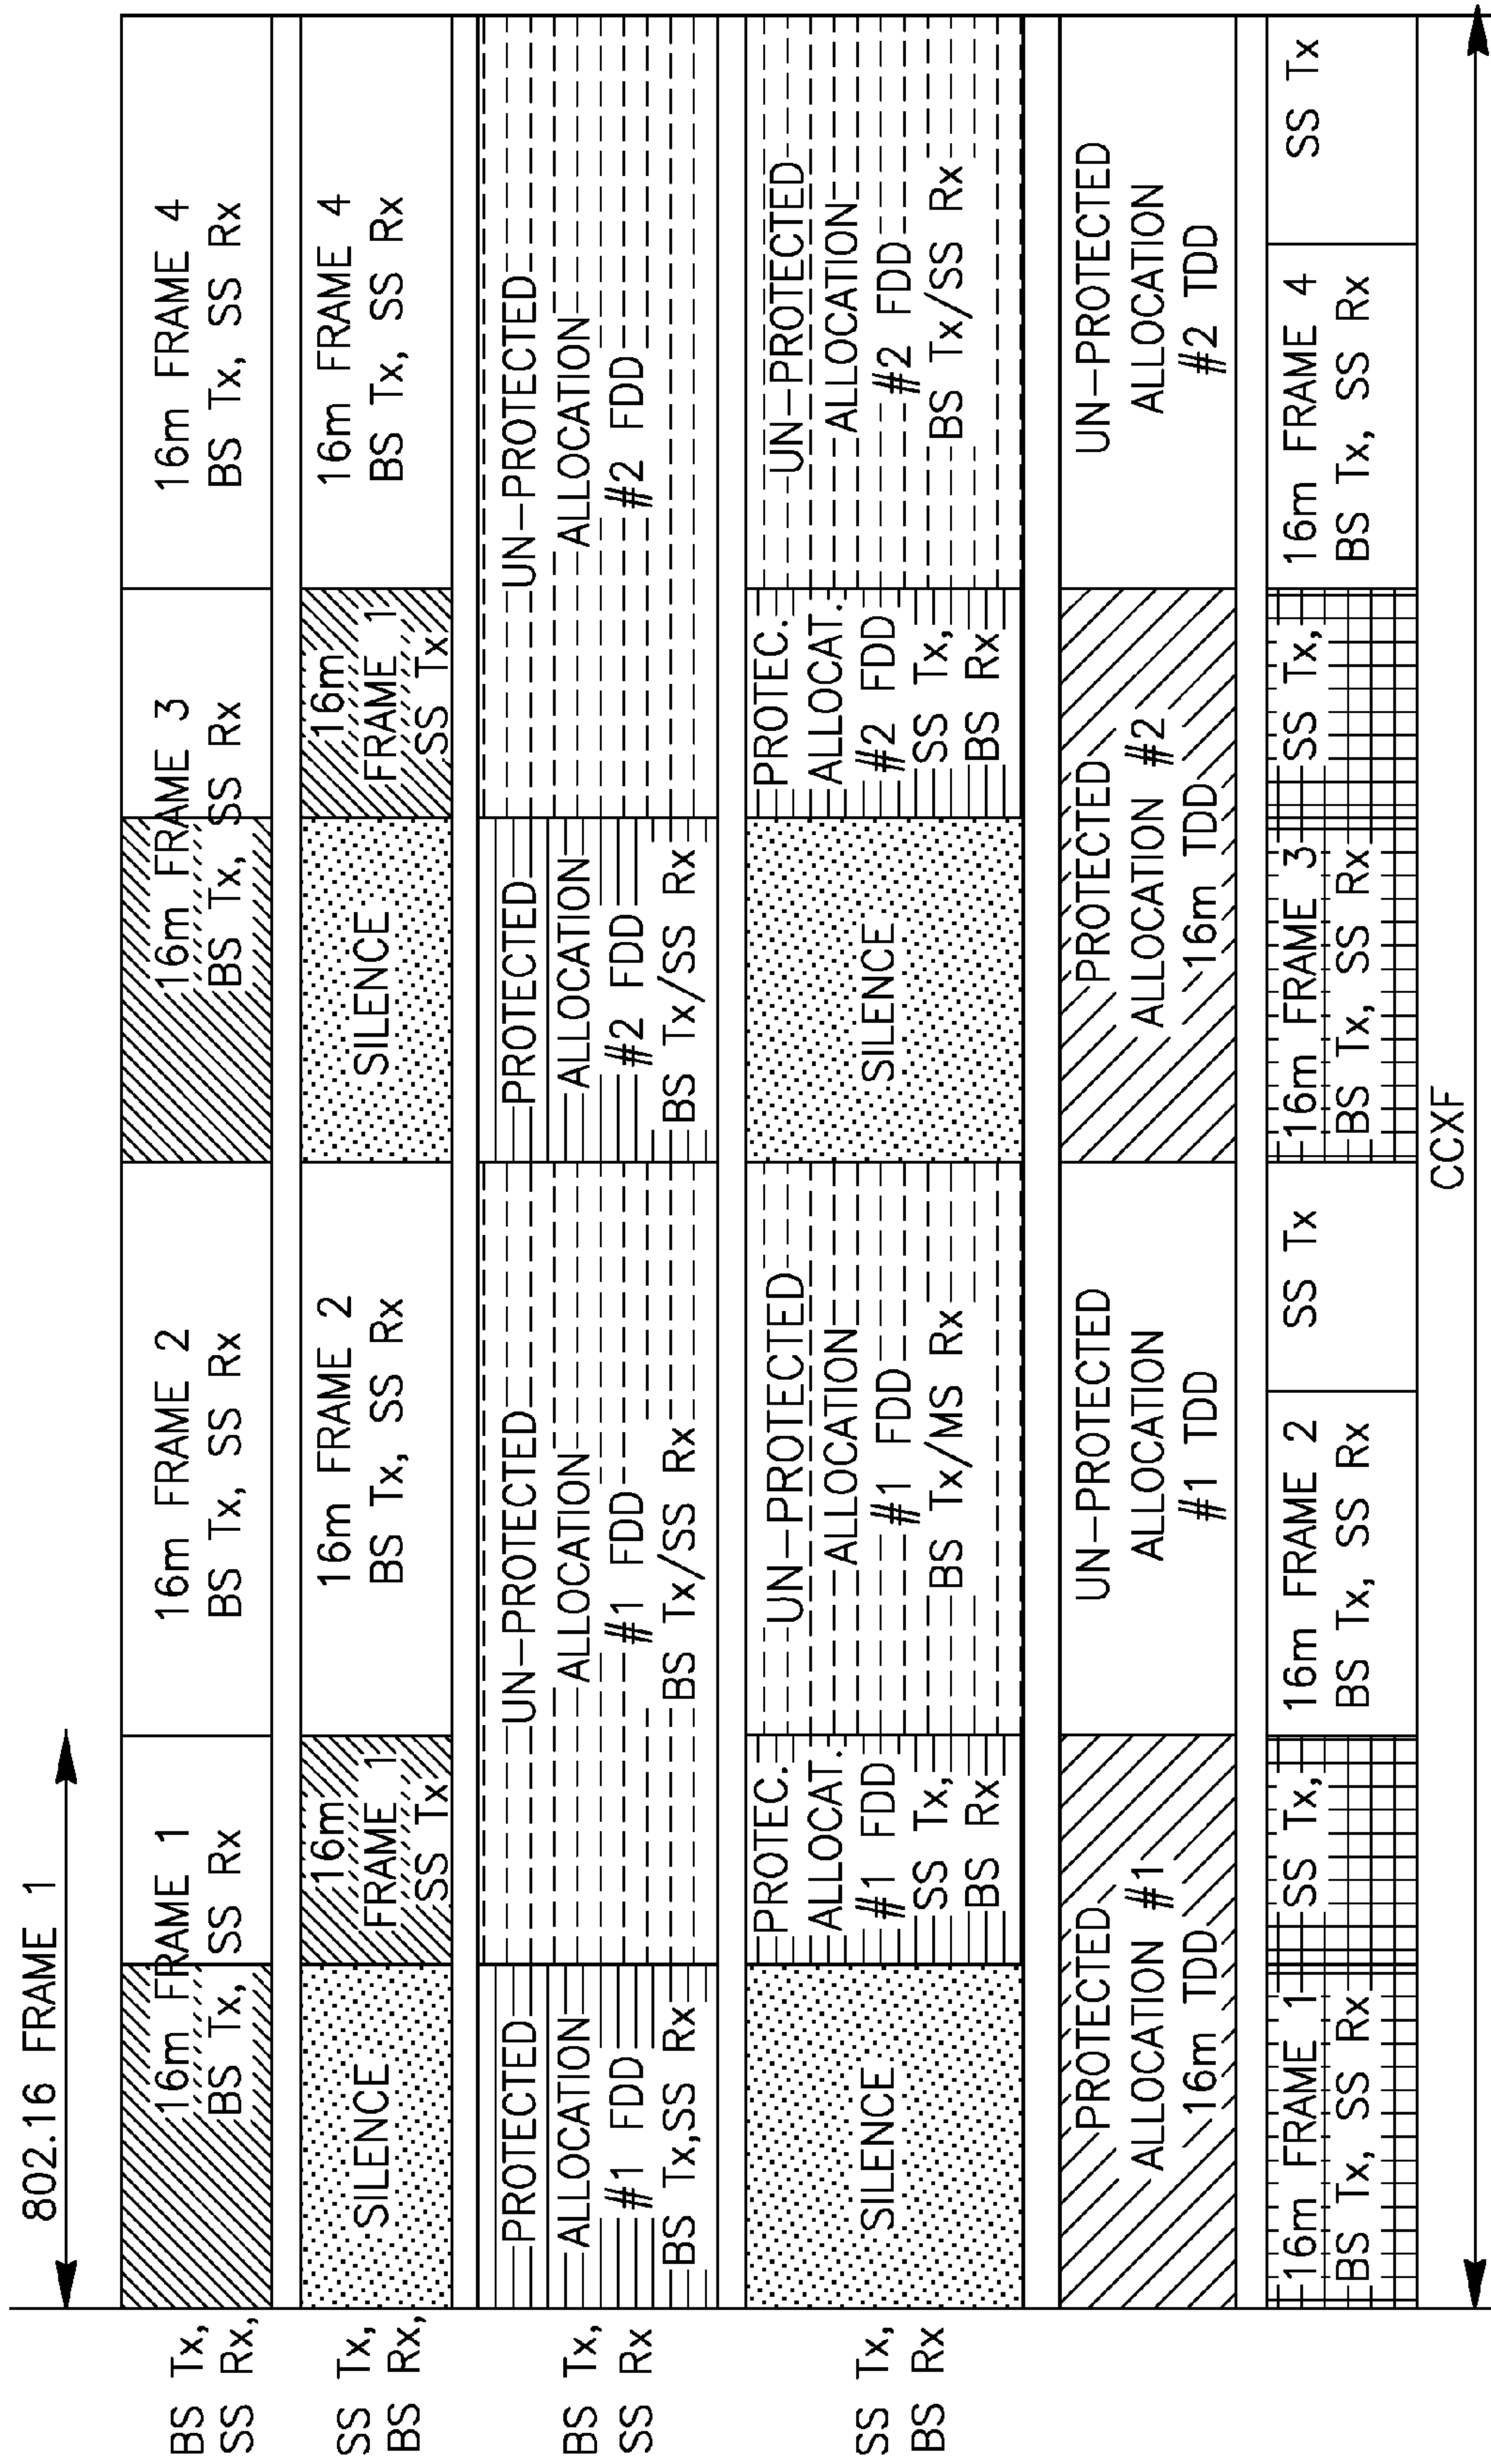 802.16 FRAME 1
BS Tx,
SS Rx,
16m FRAME 1
BS Tx, SS Rx
16m FRAME 2
BS Tx, SS Rx
16m FRAME 3
BS Tx, SS Rx
16m FRAME 4
BS Tx, SS Rx
SS Tx,
BS Rx,
SILENCE
16m
FRAME 1
SS Tx
16m FRAME 2
BS Tx, SS Rx
SILENCE
16m
FRAME 1
SS Tx
16m FRAME 4
BS Tx, SS Rx
BS Tx,
SS Rx
PROTECTED
ALLOCATION
#1 FDD
BS Tx,SS Rx
UN-PROTECTED
ALLOCATION
#1 FDD
BS Tx/SS Rx
PROTECTED
ALLOCATION
#2 FDD
BS Tx/SS Rx
UN-PROTECTED
ALLOCATION
#2 FDD
SS Tx,
BS Rx
SILENCE
PROTEC.
ALLOCAT.
#1 FDD
SS Tx,
BS Rx
UN-PROTECTED
ALLOCATION
#1 FDD
BS Tx/MS Rx
SILENCE
PROTEC.
ALLOCAT.
#2 FDD
SS Tx,
BS Rx
UN-PROTECTED
ALLOCATION
#2 FDD
BS Tx/SS Rx
PROTECTED
ALLOCATION #1
16m TDD
UN-PROTECTED
ALLOCATION
#1 TDD
PROTECTED
ALLOCATION #2
16m TDD
UN-PROTECTED
ALLOCATION
#2 TDD
16m FRAME 1
BS Tx, SS Rx
SS Tx,
16m FRAME 2
BS Tx, SS Rx
SS Tx
16m FRAME 3
BS Tx, SS Rx
SS Tx,
16m FRAME 4
BS Tx, SS Rx
SS Tx
CCXF